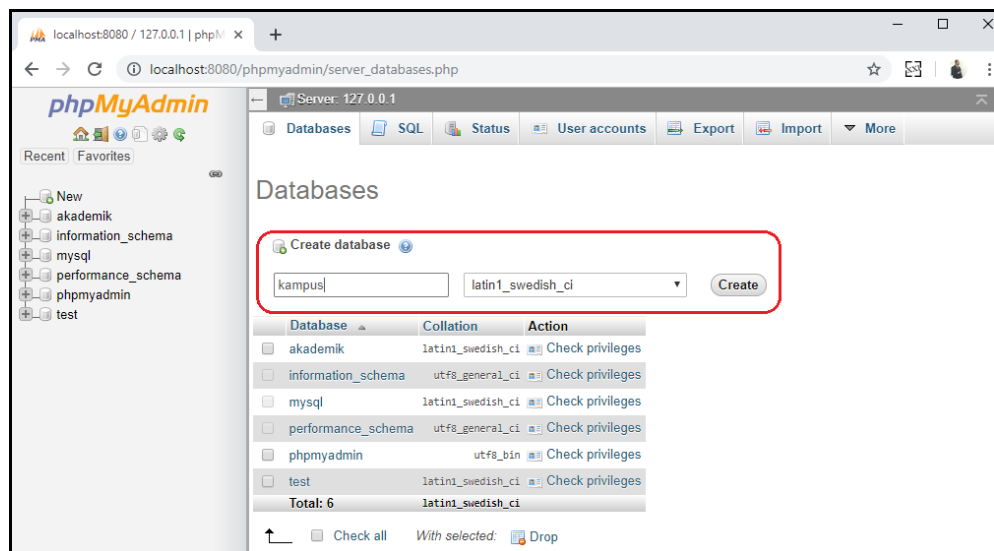 localhost:8080 / 127.0.0.1 | phpM
localhost:8080/phpmyadmin/server_databases.php
phpMyAdmin
Recent Favorites
New
akademik
information_schema
mysql
performance_schema
phpmyadmin
test
Server: 127.0.0.1
Databases SQL Status User accounts Export Import More
Databases
Create database
kampus latin1_swedish_ci Create
Database Collation Action
akademik latin1_swedish_ci Check privileges
information_schema utf8_general_ci Check privileges
mysql latin1_swedish_ci Check privileges
performance_schema utf8_general_ci Check privileges
phpmyadmin utf8_bin Check privileges
test latin1_swedish_ci Check privileges
Total: 6 latin1_swedish_ci
Check all With selected: Drop